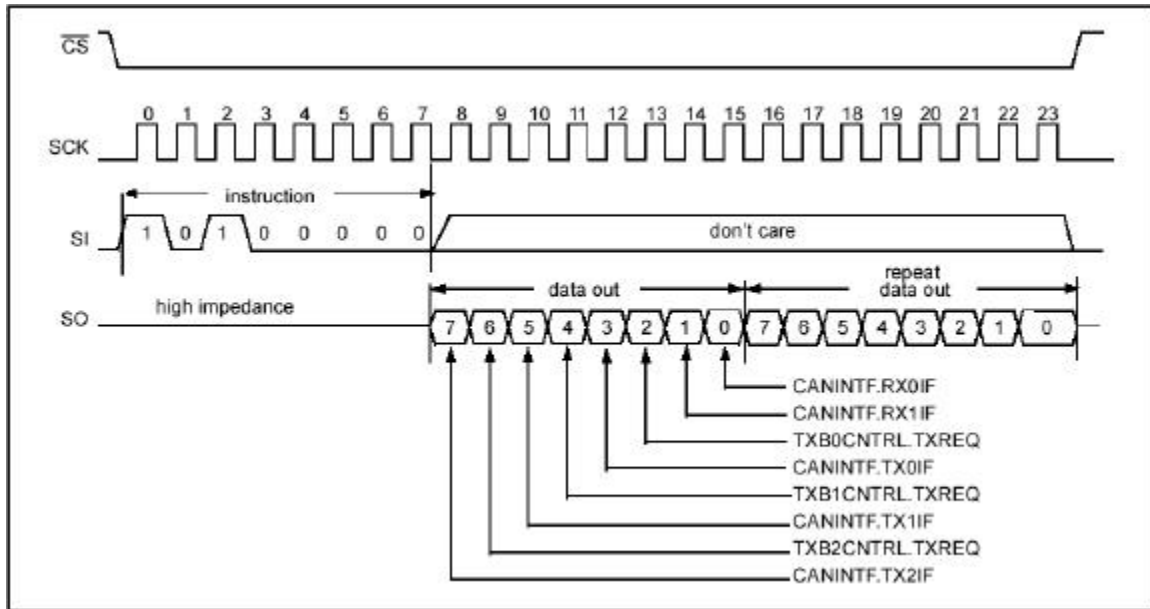 CS
0 1 2 3 4 5 6 7 8 9 10 11 12 13 14 15 16 17 18 19 20 21 22 23
SCK
instruction
SI 1 0 1 0 0 0 0 0 don't care
repeat
data out data out
high impedance
SO
7 6 5 4 3 2 1 0 7 6 5 4 3 2 1 0
CANINTF.RX0IF
CANINTF.RX1IF
TXB0CNTRL.TXREQ
CANINTF.TX0IF
TXB1CNTRL.TXREQ
CANINTF.TX1IF
TXB2CNTRL.TXREQ
CANINTF.TX2IF